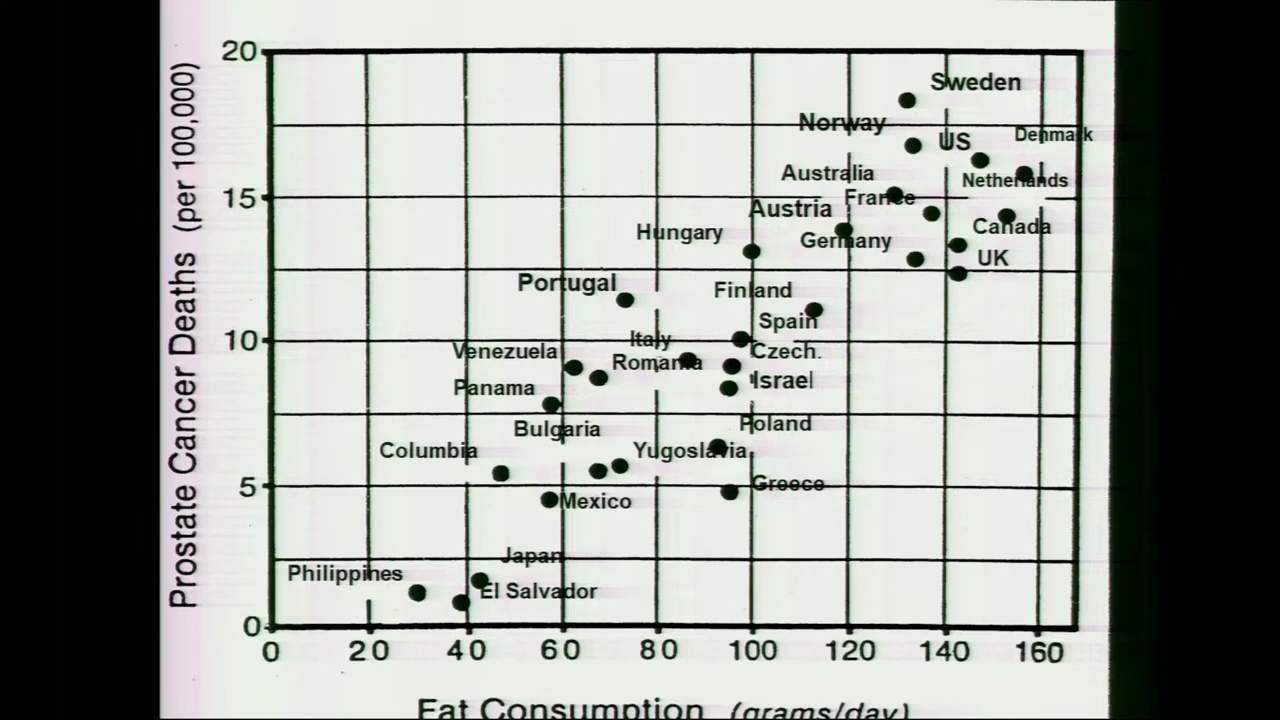 20
Sweden
Norway
US
Denmark
Australia
Netherlands
15
France
Austria
Canada
Hungary
Germany
UK
Portugal
Finland
Spain
10
Italy
Venezuela
Czech.
Romania
Israel
Panama
Poland
Bulgaria
Columbia
Yugoslavia
5
Greece
Mexico
Japan
Philippines
El Salvador
0
0 20 40 60 80 100 120 140 160
Prostate Cancer Deaths (per 100,000)
Fat Consumption (grams/day)